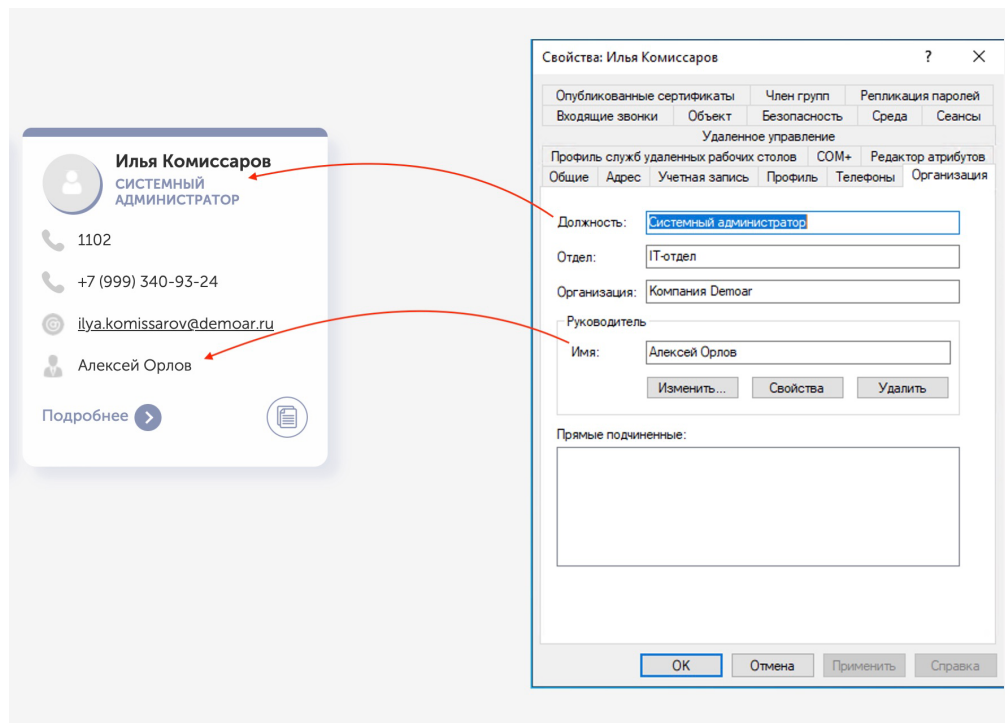 Илья Комиссаров
СИСТЕМНЫЙ
АДМИНИСТРАТОР
1102
+7 (999) 340-93-24
ilya.komissarov@demoar.ru
Алексей Орлов
Подробнее
Свойства: Илья Комиссаров ?
Опубликованные сертификаты Член групп Репликация паролей
Входящие звонки Объект Безопасность Среда Сеансы
Удаленное управление
Профиль служб удаленных рабочих столов COM+ Редактор атрибутов
Общие Адрес Учетная запись Профиль Телефоны Организация
Должность: Системный администратор
Отдел: IT-отдел
Организация: Компания Demoar
Руководитель
Имя: Алексей Орлов
Изменить... Свойства Удалить
Прямые подчиненные:
OK Отмена Применить Справка